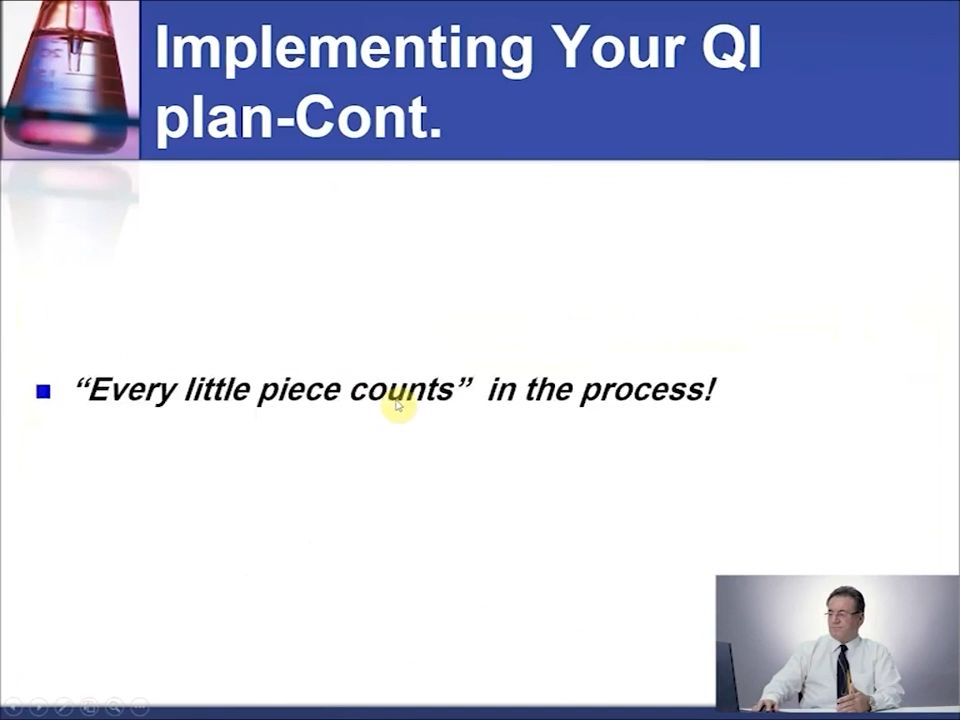 Implementing Your QI
plan-Cont.
“Every little piece counts”  in the process!